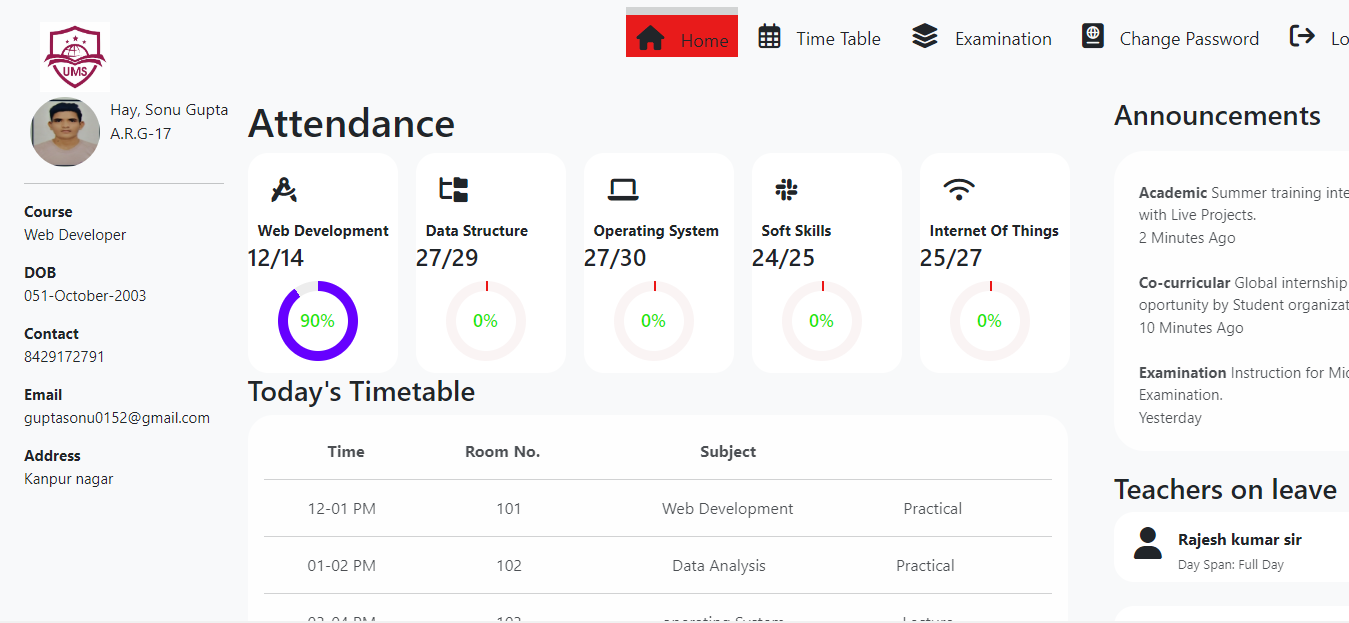 UMS
Home
Time Table
Examination
Change Password
Lo
Hay, Sonu Gupta
A.R.G-17
Course
Web Developer
DOB
051-October-2003
Contact
8429172791
Email
guptasonu0152@gmail.com
Address
Kanpur nagar
Attendance
Web Development
12/14
90%
Data Structure
27/29
0%
Operating System
27/30
0%
Soft Skills
24/25
0%
Internet Of Things
25/27
0%
Today's Timetable
Time Room No. Subject
12-01 PM 101 Web Development Practical
01-02 PM 102 Data Analysis Practical
Announcements
Academic Summer training inte
with Live Projects.
2 Minutes Ago
Co-curricular Global internship
oportunity by Student organizat
10 Minutes Ago
Examination Instruction for Mid
Examination.
Yesterday
Teachers on leave
Rajesh kumar sir
Day Span: Full Day